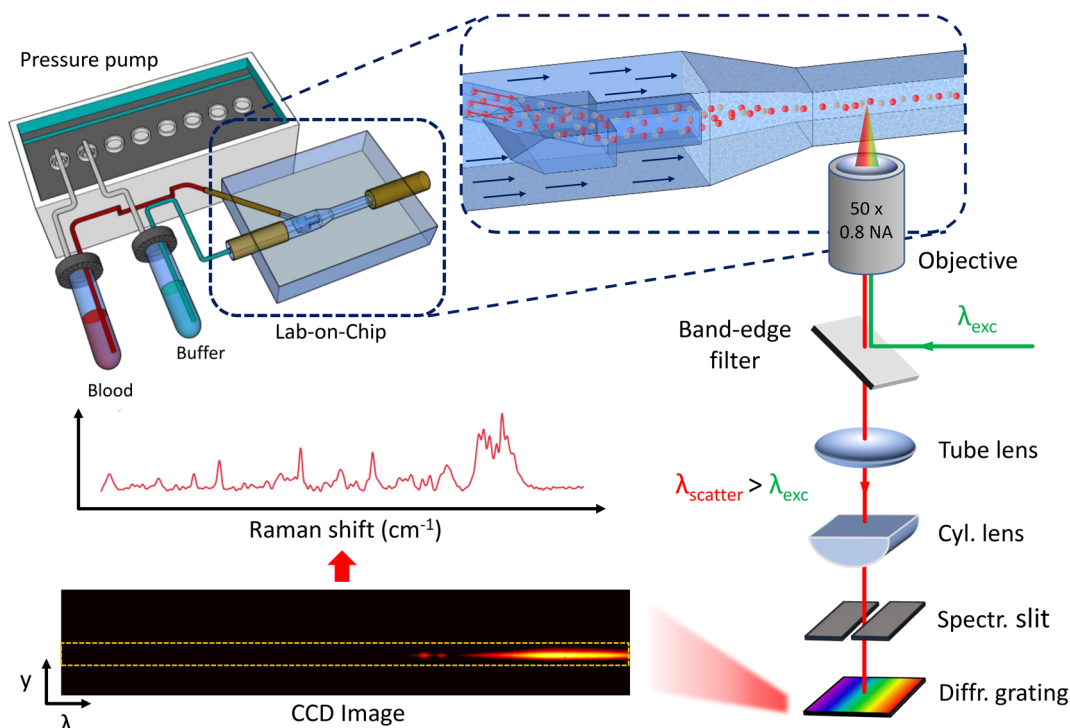 Pressure pump
50 x
0.8 NA
Objective
Lab-on-Chip
Buffer
Blood
Band-edge
filter
λexc
Tube lens
λscatter > λexc
Raman shift (cm-1)
Cyl. lens
Spectr. slit
y
λ
CCD Image
Diffr. grating